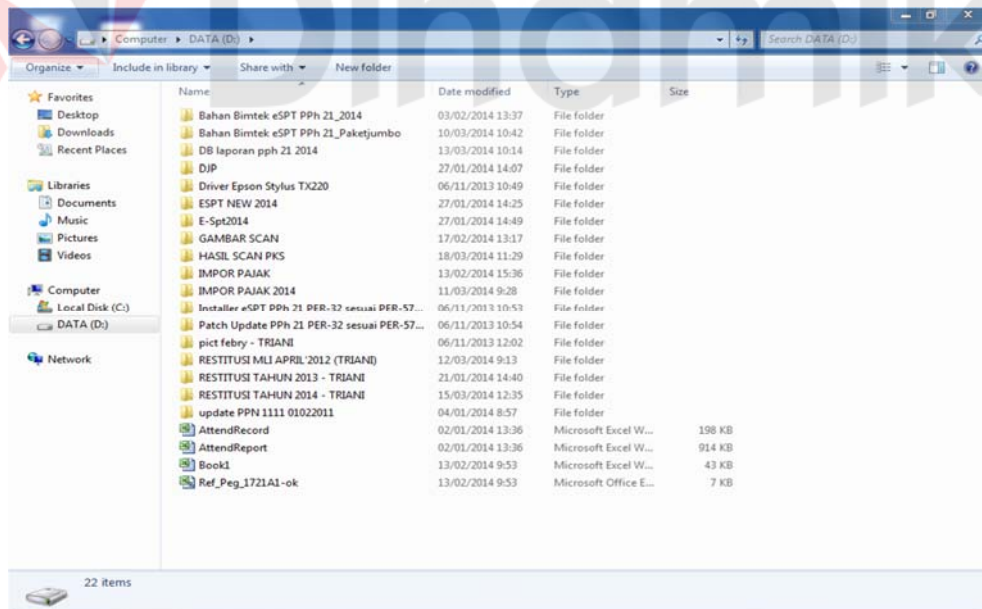 Dinamik
Computer ▸ DATA (D:) ▸
Search DATA (D:)
Organize Include in library Share with New folder
Favorites
Desktop
Downloads
Recent Places
Libraries
Documents
Music
Pictures
Videos
Computer
Local Disk (C:)
DATA (D:)
Network
Name Date modified Type Size
Bahan Bimtek eSPT PPh 21_2014 03/02/2014 13:37 File folder
Bahan Bimtek eSPT PPh 21_Paketjumbo 10/03/2014 10:42 File folder
DB laporan pph 21 2014 13/03/2014 10:14 File folder
DJP 27/01/2014 14:07 File folder
Driver Epson Stylus TX220 06/11/2013 10:49 File folder
ESPT NEW 2014 27/01/2014 14:25 File folder
E-Spt2014 27/01/2014 14:49 File folder
GAMBAR SCAN 17/02/2014 13:17 File folder
HASIL SCAN PKS 18/03/2014 11:29 File folder
IMPOR PAJAK 13/02/2014 15:36 File folder
IMPOR PAJAK 2014 11/03/2014 9:28 File folder
Installer eSPT PPh 21 PER-32 sesuai PER-57... 06/11/2013 10:53 File folder
Patch Update PPh 21 PER-32 sesuai PER-57... 06/11/2013 10:54 File folder
pict febry - TRIANI 06/11/2013 12:02 File folder
RESTITUSI MLI APRIL'2012 (TRIANI) 12/03/2014 9:13 File folder
RESTITUSI TAHUN 2013 - TRIANI 21/01/2014 14:40 File folder
RESTITUSI TAHUN 2014 - TRIANI 15/03/2014 12:35 File folder
update PPN 1111 01022011 04/01/2014 8:57 File folder
AttendRecord 02/01/2014 13:36 Microsoft Excel W... 198 KB
AttendReport 02/01/2014 13:36 Microsoft Excel W... 914 KB
Book1 13/02/2014 9:53 Microsoft Excel W... 43 KB
Ref_Peg_1721A1-ok 13/02/2014 9:53 Microsoft Office E... 7 KB
22 items